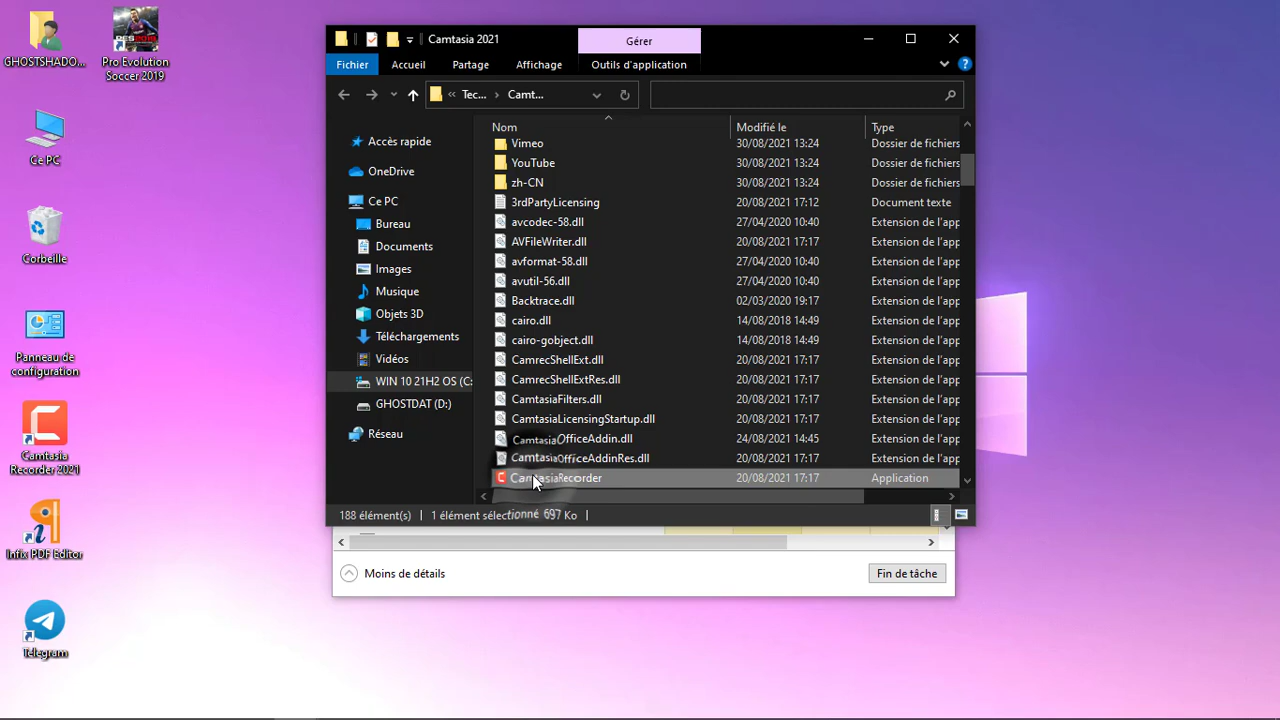 GHOSTSHADO...
Pro Evolution
Soccer 2019
Ce PC
Corbeille
Panneau de
configuration
Camtasia
Recorder 2021
Infix PDF Editor
Telegram
Camtasia 2021
Gérer
Fichier
Accueil
Partage
Affichage
Outils d'application
Tec...
Camt...
Accès rapide
OneDrive
Ce PC
Bureau
Documents
Images
Musique
Objets 3D
Téléchargements
Vidéos
WIN 10 21H2 OS (C:
GHOSTDAT (D:)
Réseau
Nom Modifié le Type
Vimeo 30/08/2021 13:24 Dossier de fichiers
YouTube 30/08/2021 13:24 Dossier de fichiers
zh-CN 30/08/2021 13:24 Dossier de fichiers
3rdPartyLicensing 20/08/2021 17:12 Document texte
avcodec-58.dll 27/04/2020 10:40 Extension de l'app
AVFileWriter.dll 20/08/2021 17:17 Extension de l'app
avformat-58.dll 27/04/2020 10:40 Extension de l'app
avutil-56.dll 27/04/2020 10:40 Extension de l'app
Backtrace.dll 02/03/2020 19:17 Extension de l'app
cairo.dll 14/08/2018 14:49 Extension de l'app
cairo-gobject.dll 14/08/2018 14:49 Extension de l'app
CamrecShellExt.dll 20/08/2021 17:17 Extension de l'app
CamrecShellExtRes.dll 20/08/2021 17:17 Extension de l'app
CamtasiaFilters.dll 20/08/2021 17:17 Extension de l'app
CamtasiaLicensingStartup.dll 20/08/2021 17:17 Extension de l'app
CamtasiaOfficeAddin.dll 24/08/2021 14:45 Extension de l'app
CamtasiaOfficeAddinRes.dll 20/08/2021 17:17 Extension de l'app
CamtasiaRecorder 20/08/2021 17:17 Application
188 élément(s) 1 élément sélectionné 697 Ko
Moins de détails
Fin de tâche